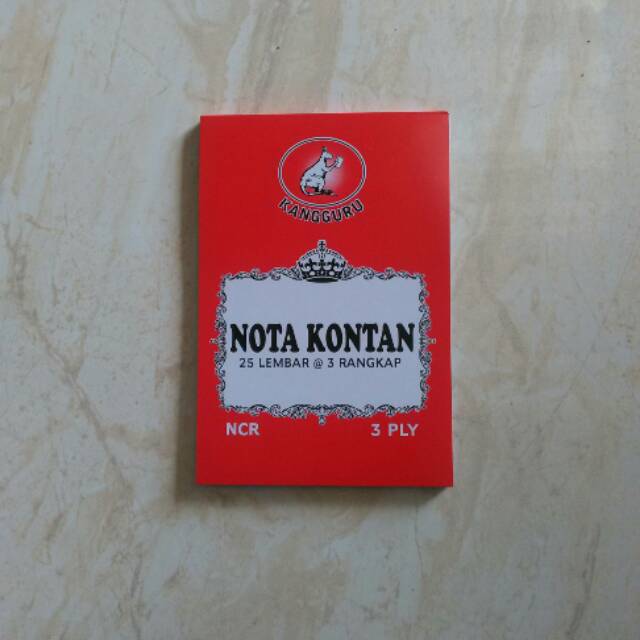 KANGGURU
NOTA KONTAN
25 LEMBAR @ 3 RANGKAP
NCR 3 PLY